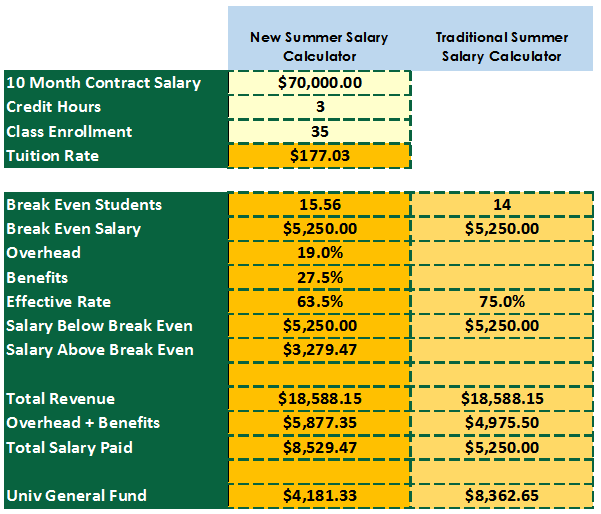 New Summer Salary Calculator Traditional Summer Salary Calculator
10 Month Contract Salary $70,000.00
Credit Hours 3
Class Enrollment 35
Tuition Rate $177.03
Break Even Students 15.56 14
Break Even Salary $5,250.00 $5,250.00
Overhead 19.0%
Benefits 27.5%
Effective Rate 63.5% 75.0%
Salary Below Break Even $5,250.00 $5,250.00
Salary Above Break Even $3,279.47
Total Revenue $18,588.15 $18,588.15
Overhead + Benefits $5,877.35 $4,975.50
Total Salary Paid $8,529.47 $5,250.00
Univ General Fund $4,181.33 $8,362.65